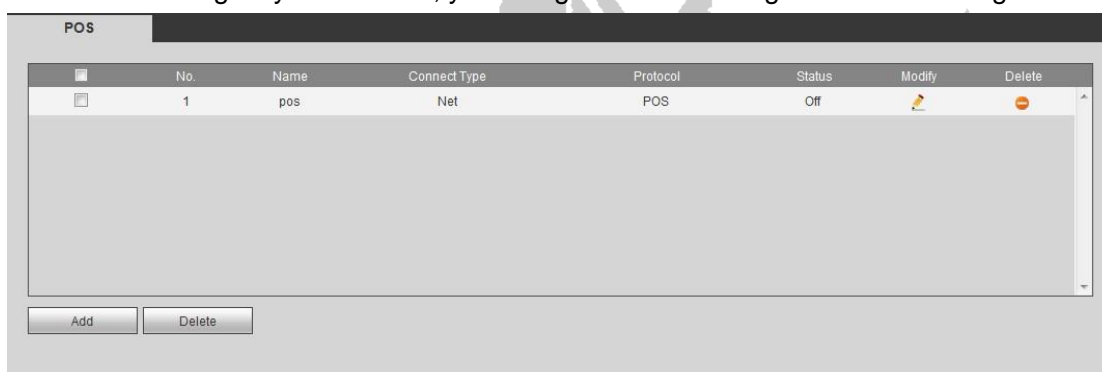 POS
No. Name Connect Type Protocol Status Modify Delete
1 pos Net POS Off
Add Delete